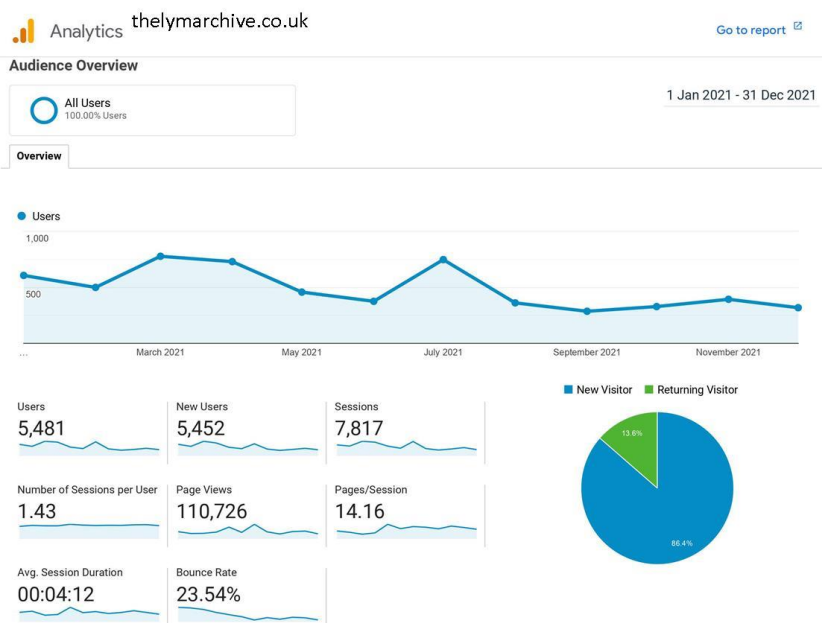 Analytics
thelymarchive.co.uk
Go to report
Audience Overview
All Users
100.00% Users
1 Jan 2021 - 31 Dec 2021
Overview
Users
1,000
500
...
March 2021
May 2021
July 2021
September 2021
November 2021
New Visitor
Returning Visitor
Users
5,481
New Users
5,452
Sessions
7,817
Number of Sessions per User
1.43
Page Views
110,726
Pages/Session
14.16
Avg. Session Duration
00:04:12
Bounce Rate
23.54%
13.6%
86.4%